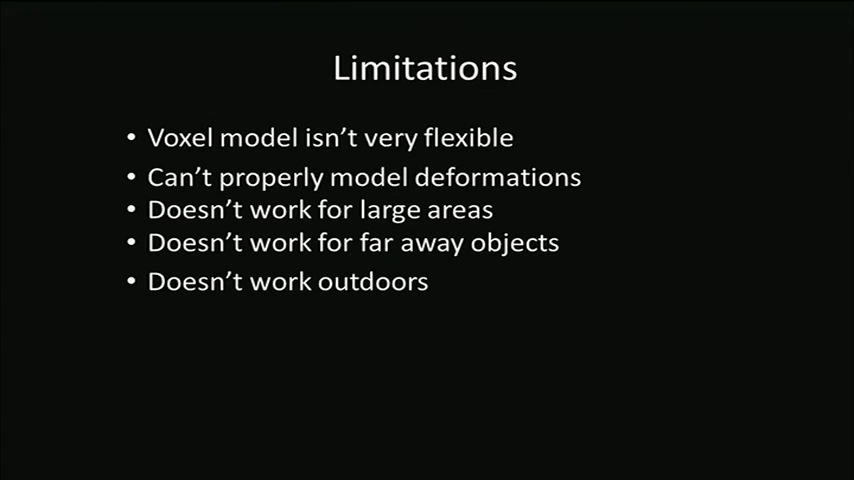 Limitations
• Voxel model isn’t very flexible
• Can’t properly model deformations
• Doesn’t work for large areas
• Doesn’t work for far away objects
• Doesn’t work outdoors